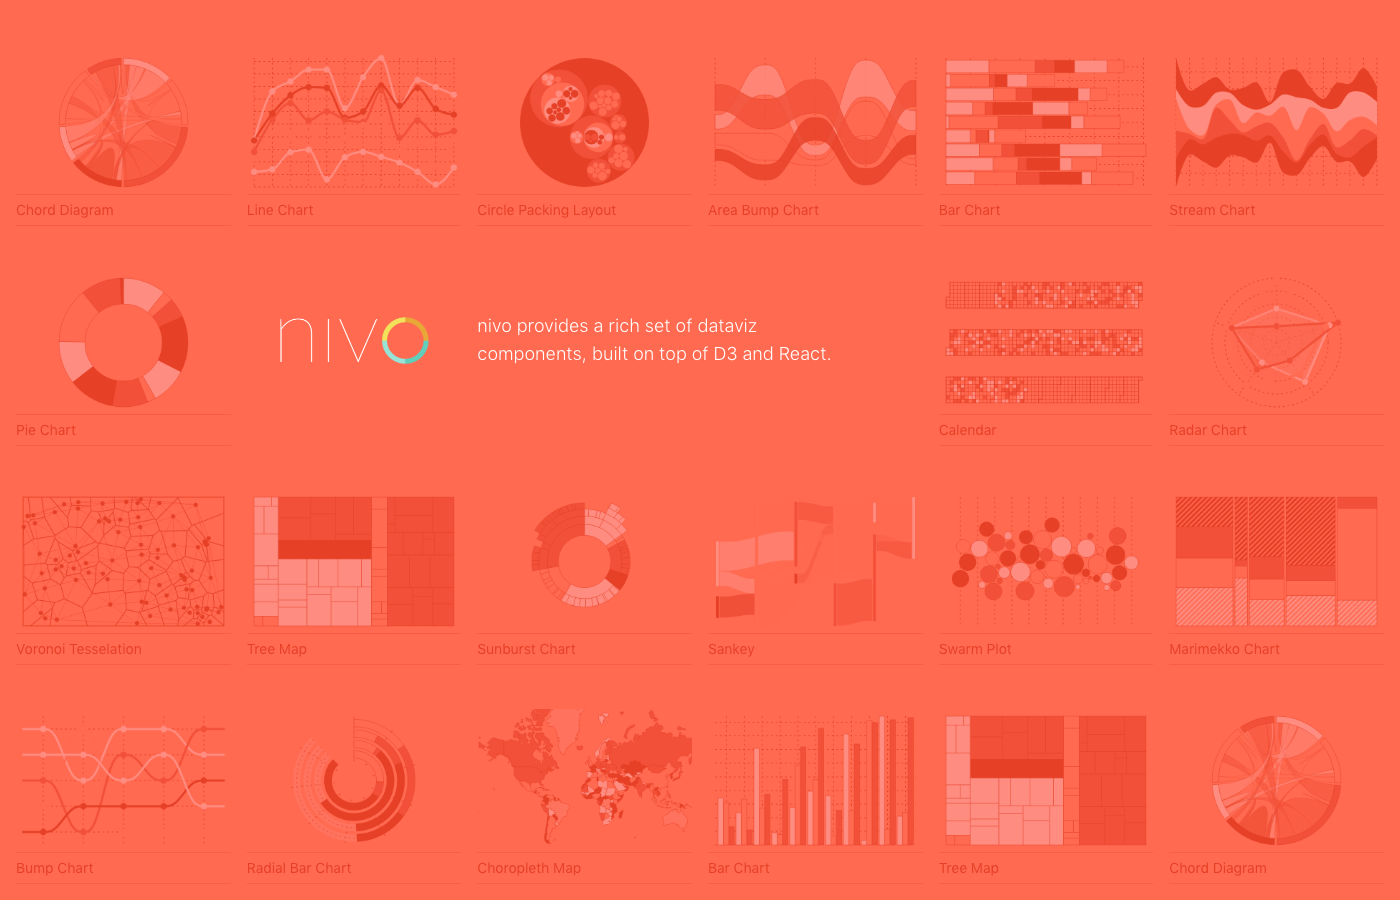 Chord Diagram
Line Chart
Circle Packing Layout
Area Bump Chart
Bar Chart
Stream Chart
Pie Chart
nivo
nivo provides a rich set of dataviz
components, built on top of D3 and React.
Calendar
Radar Chart
Voronoi Tesselation
Tree Map
Sunburst Chart
Sankey
Swarm Plot
Marimekko Chart
Bump Chart
Radial Bar Chart
Choropleth Map
Bar Chart
Tree Map
Chord Diagram